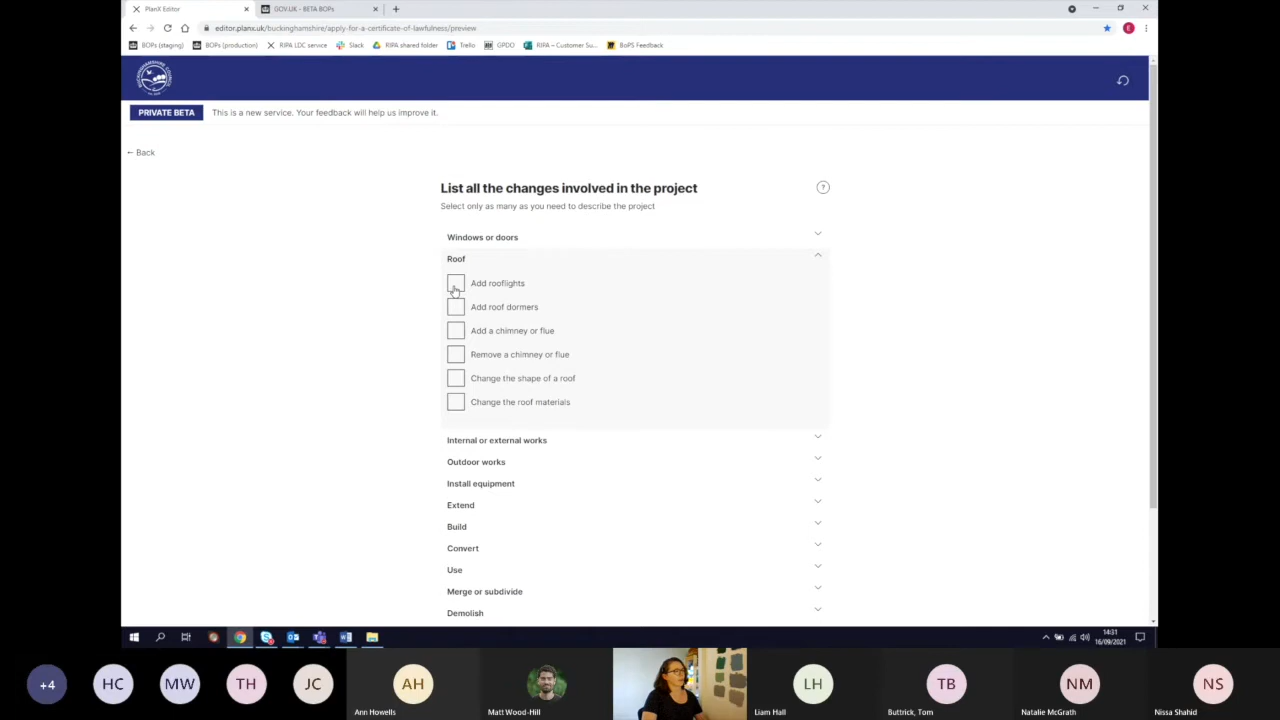 PlanX Editor
GOV.UK - BETA BOPs
editor.planx.uk/buckinghamshire/apply-for-a-certificate-of-lawfulness/preview
E
BOPs (staging)
BOPs (production)
RIPA LDC service
Slack
RIPA shared folder
Trello
GPDO
RIPA – Customer Su...
BoPS Feedback
PRIVATE BETA
This is a new service. Your feedback will help us improve it.
← Back
List all the changes involved in the project
?
Select only as many as you need to describe the project
Windows or doors
Roof
Add rooflights
Add roof dormers
Add a chimney or flue
Remove a chimney or flue
Change the shape of a roof
Change the roof materials
Internal or external works
Outdoor works
Install equipment
Extend
Build
Convert
Use
Merge or subdivide
Demolish
14:31
16/09/2021
+4
HC
MW
TH
JC
AH
LH
TB
NM
NS
Ann Howells
Matt Wood-Hill
Liam Hall
Buttrick, Tom
Natalie McGrath
Nissa Shahid